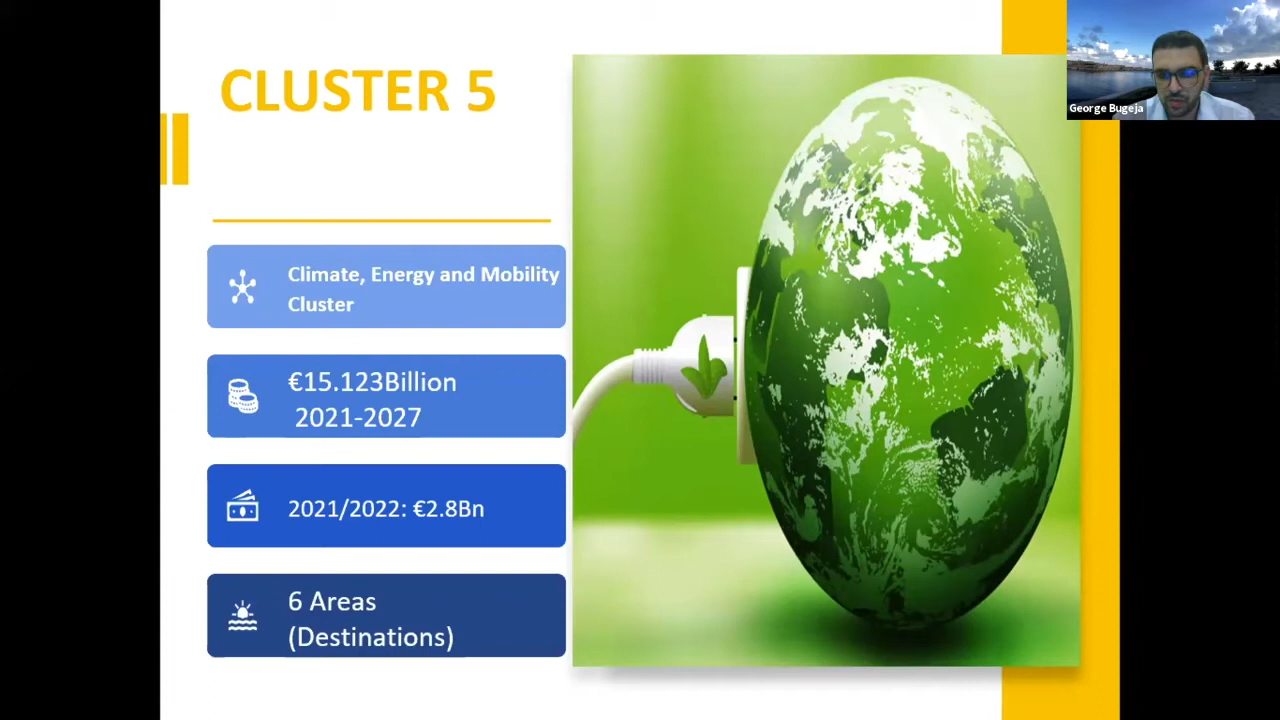 CLUSTER 5
George Bugeja
Climate, Energy and Mobility
Cluster
€15.123Billion
2021-2027
2021/2022: €2.8Bn
6 Areas
(Destinations)